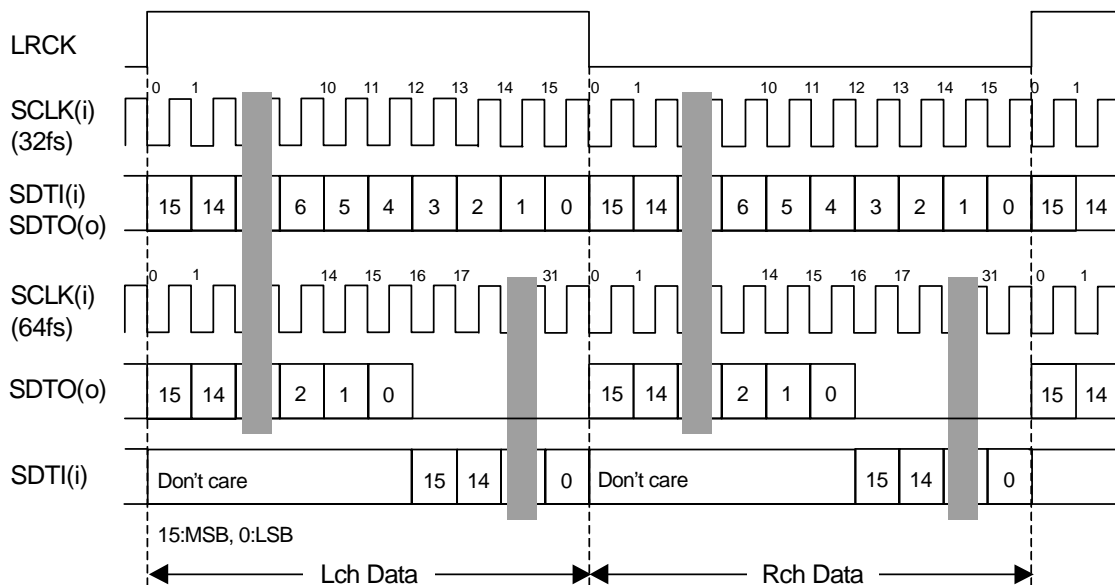 LRCK
0 1 10 11 12 13 14 15 0 1 10 11 12 13 14 15 0 1
SCLK(i)
(32fs)
SDTI(i)
SDTO(o)
15 14 6 5 4 3 2 1 0 15 14 6 5 4 3 2 1 0 15 14
0 1 14 15 16 17 31 0 1 14 15 16 17 31 0 1
SCLK(i)
(64fs)
SDTO(o) 15 14 2 1 0 15 14 2 1 0 15 14
SDTI(i) Don't care 15 14 0 Don't care 15 14 0
15:MSB, 0:LSB
Lch Data Rch Data